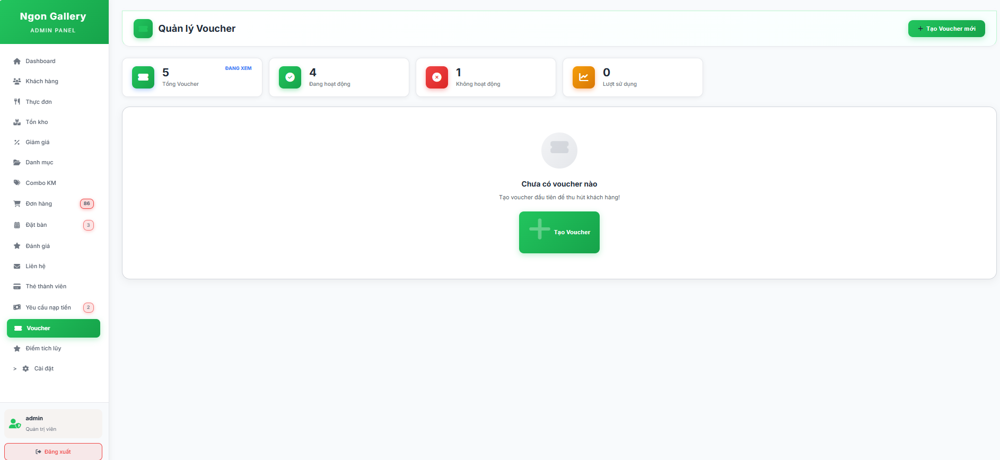 Ngon Gallery
ADMIN PANEL
Dashboard
Khách hàng
Thực đơn
Tồn kho
Giảm giá
Danh mục
Combo KM
Đơn hàng 86
Đặt bàn 3
Đánh giá
Liên hệ
Thẻ thành viên
Yêu cầu nạp tiền 2
Voucher
Điểm tích lũy
> Cài đặt
admin
Quản trị viên
Đăng xuất
Quản lý Voucher
+ Tạo Voucher mới
5
Tổng Voucher
ĐANG XEM
4
Đang hoạt động
1
Không hoạt động
0
Lượt sử dụng
Chưa có voucher nào
Tạo voucher đầu tiên để thu hút khách hàng!
Tạo Voucher